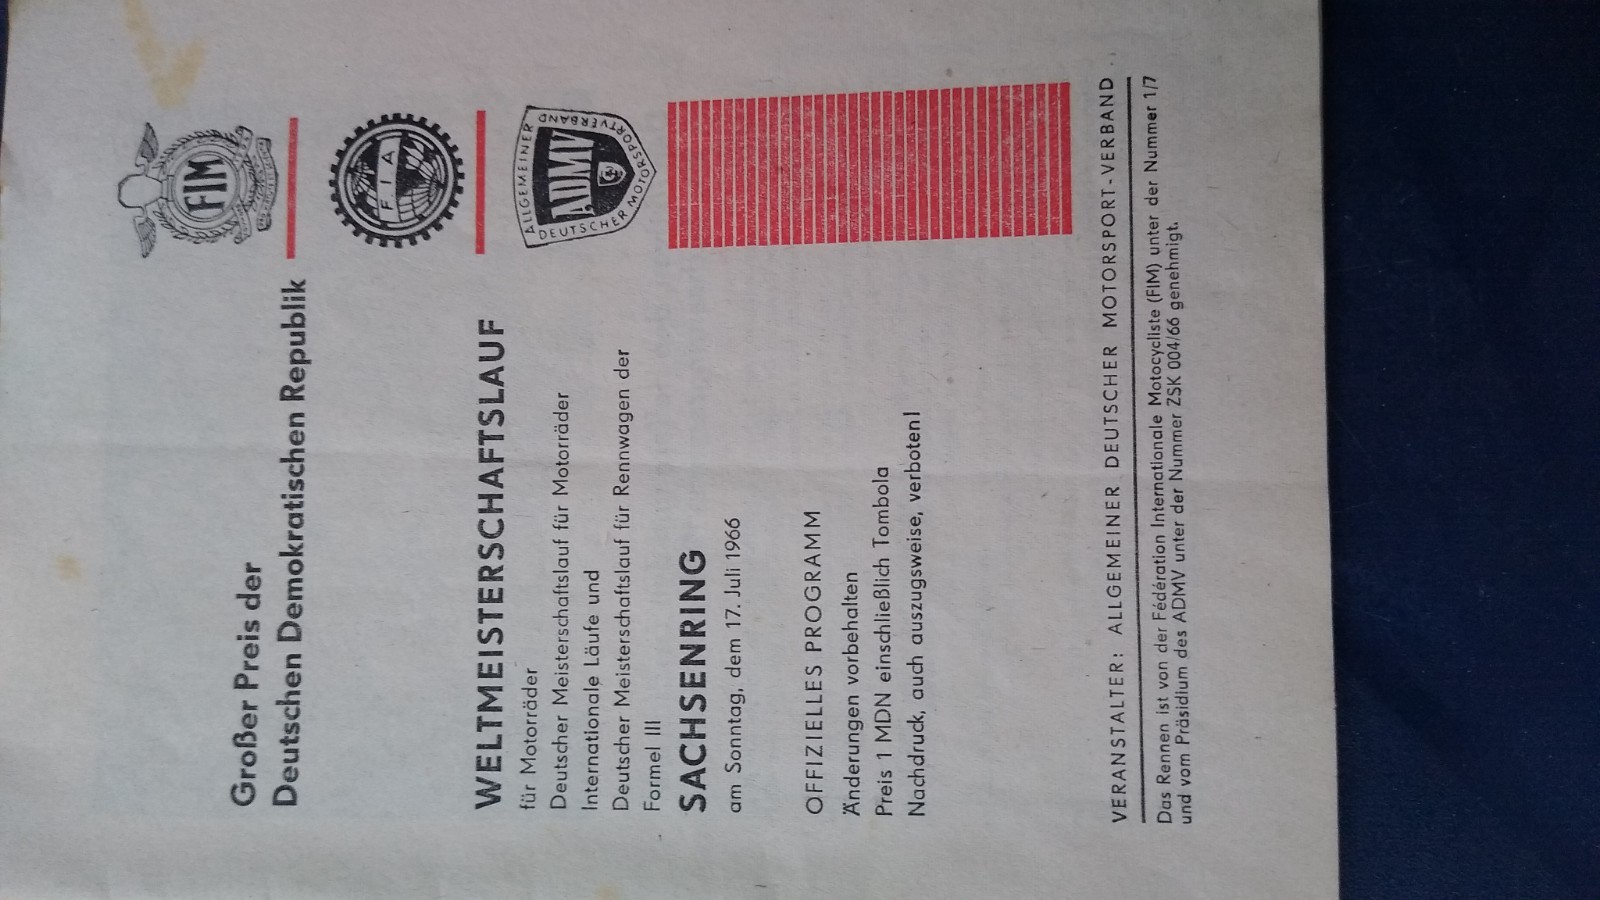 Großer Preis der
Deutschen Demokratischen Republik
FIM
WELTMEISTERSCHAFTSLAUF
für Motorräder
Deutscher Meisterschaftslauf für Motorräder
Internationale Läufe und
Deutscher Meisterschaftslauf für Rennwagen der
Formel III
FIA
SACHSENRING
am Sonntag, dem 17. Juli 1966
ALLGEMEINER
DEUTSCHER MOTORSPORTVERBAND
ADMV
OFFIZIELLES PROGRAMM
Änderungen vorbehalten
Preis 1 MDN einschließlich Tombola
Nachdruck, auch auszugsweise, verboten!
VERANSTALTER: ALLGEMEINER DEUTSCHER MOTORSPORT-VERBAND
Das Rennen ist von der Fédération Internationale Motocycliste (FIM) unter der Nummer 1/7
und vom Präsidium des ADMV unter der Nummer ZSK 004/66 genehmigt.